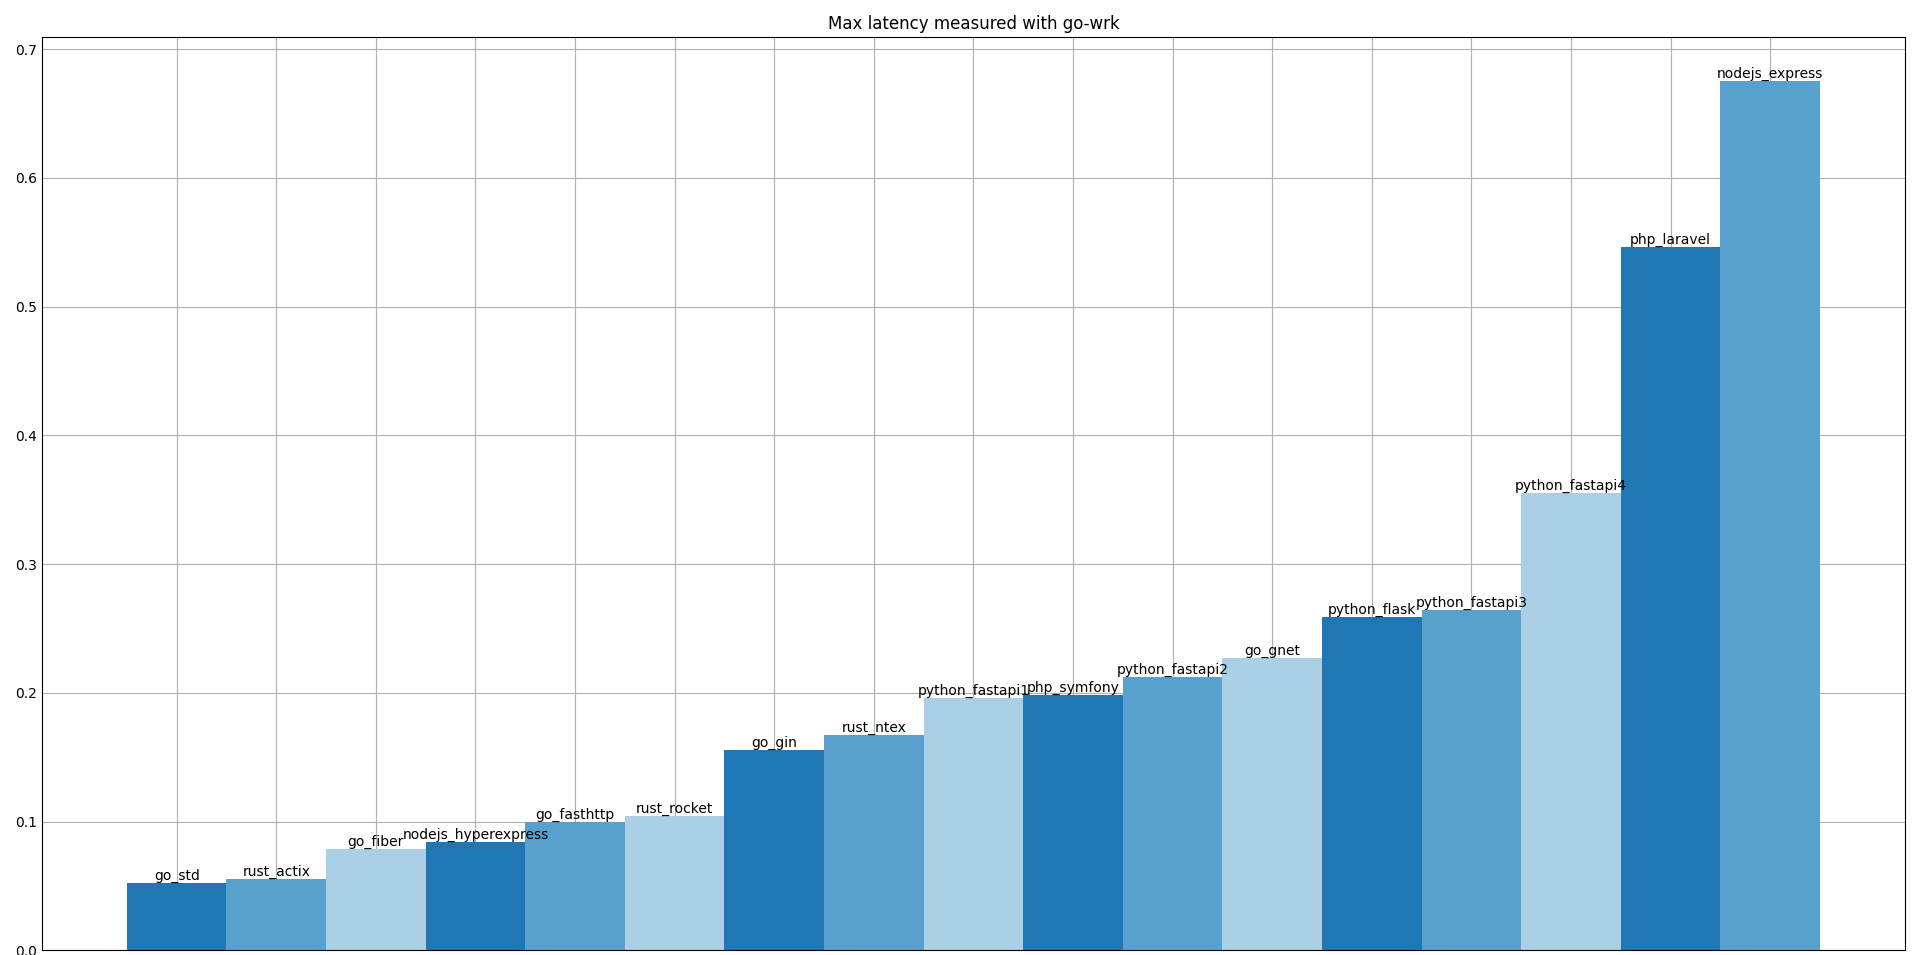 Max latency measured with go-wrk
0.7
0.6
0.5
0.4
0.3
0.2
0.1
0.0
go_std
rust_actix
go_fiber
nodejs_hyperexpress
go_fasthttp
rust_rocket
go_gin
rust_ntex
python_fastapi1
php_symfony
python_fastapi2
go_gnet
python_flask
python_fastapi3
python_fastapi4
php_laravel
nodejs_express